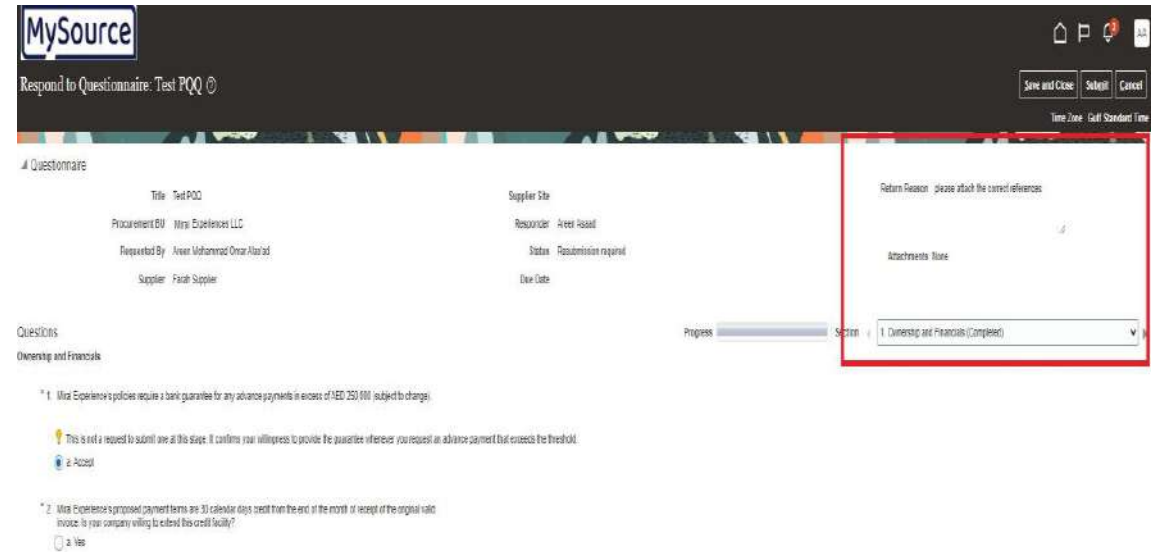 MySource
Respond to Questionnaire: Test PQQ
Save and Close Submit Cancel
Time Zone Gulf Standard Time
Questionnaire
Title Test PQQ
Procurement BU Miral Experiences LLC
Requested By Areen Mohammad Omar Alas'ad
Supplier Farah Supplier
Supplier Site
Responder Areen Asaad
Status Resubmission required
Due Date
Return Reason please attach the correct references
Attachments None
Questions
Progress
Section 1. Ownership and Financials (Completed)
Ownership and Financials
* 1. Miral Experience's policies require a bank guarantee for any advance payments in excess of AED 250 000 (subject to change).
This is not a request to submit one at this stage. It confirms your willingness to provide the guarantee whenever you request an advance payment that exceeds the threshold.
a. Accept
* 2. Miral Experience's proposed payment terms are 30 calendar days credit from the end of the month of receipt of the original valid
invoice. Is your company willing to extend this credit facility?
a. Yes